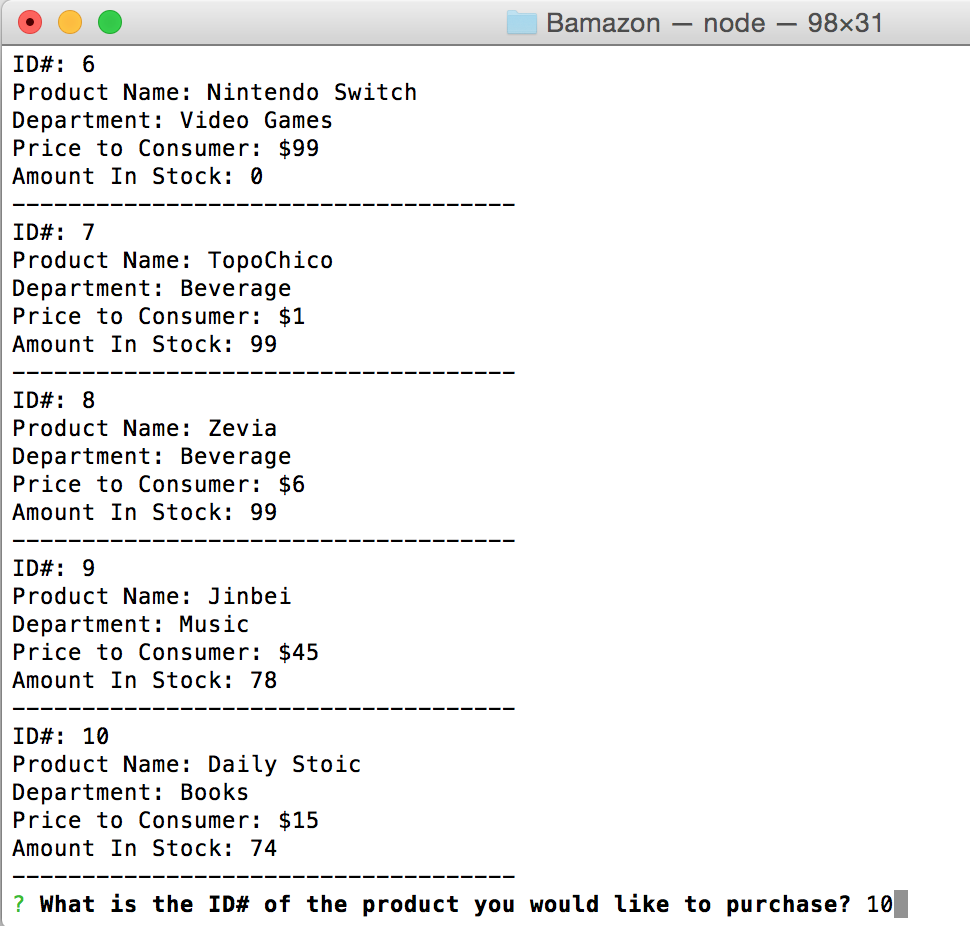 Bamazon — node — 98×31
ID#: 6
Product Name: Nintendo Switch
Department: Video Games
Price to Consumer: $99
Amount In Stock: 0
------------------------------------
ID#: 7
Product Name: TopoChico
Department: Beverage
Price to Consumer: $1
Amount In Stock: 99
------------------------------------
ID#: 8
Product Name: Zevia
Department: Beverage
Price to Consumer: $6
Amount In Stock: 99
------------------------------------
ID#: 9
Product Name: Jinbei
Department: Music
Price to Consumer: $45
Amount In Stock: 78
------------------------------------
ID#: 10
Product Name: Daily Stoic
Department: Books
Price to Consumer: $15
Amount In Stock: 74
------------------------------------
? What is the ID# of the product you would like to purchase? 10